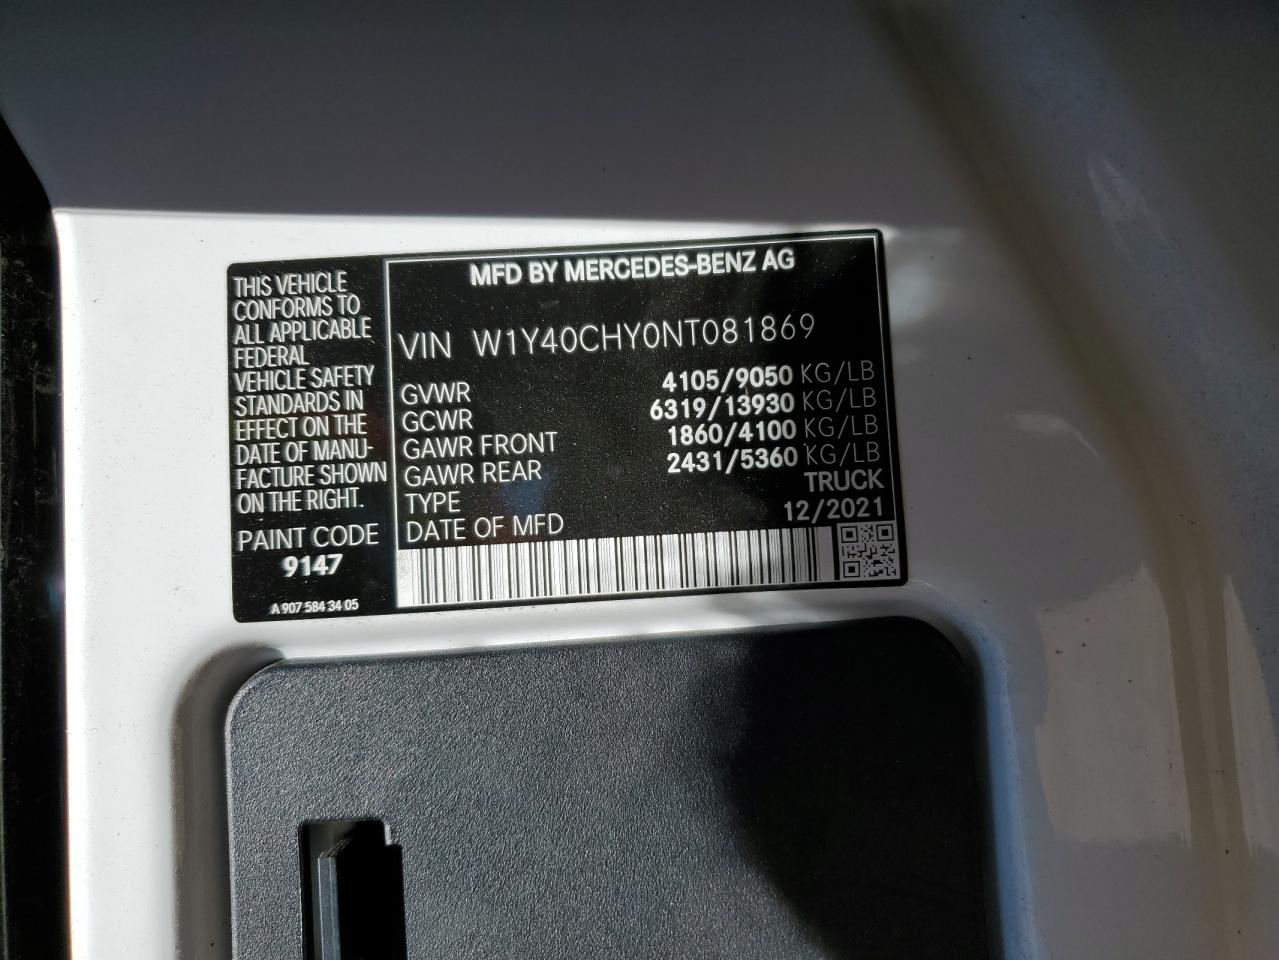 THIS VEHICLE
CONFORMS TO
ALL APPLICABLE
FEDERAL
VEHICLE SAFETY
STANDARDS IN
EFFECT ON THE
DATE OF MANU-
FACTURE SHOWN
ON THE RIGHT.
PAINT CODE
9147
A 907 584 34 05
MFD BY MERCEDES-BENZ AG
VIN W1Y40CHY0NT081869
GVWR 4105/9050 KG/LB
GCWR 6319/13930 KG/LB
GAWR FRONT 1860/4100 KG/LB
GAWR REAR 2431/5360 KG/LB
TYPE TRUCK
DATE OF MFD 12/2021